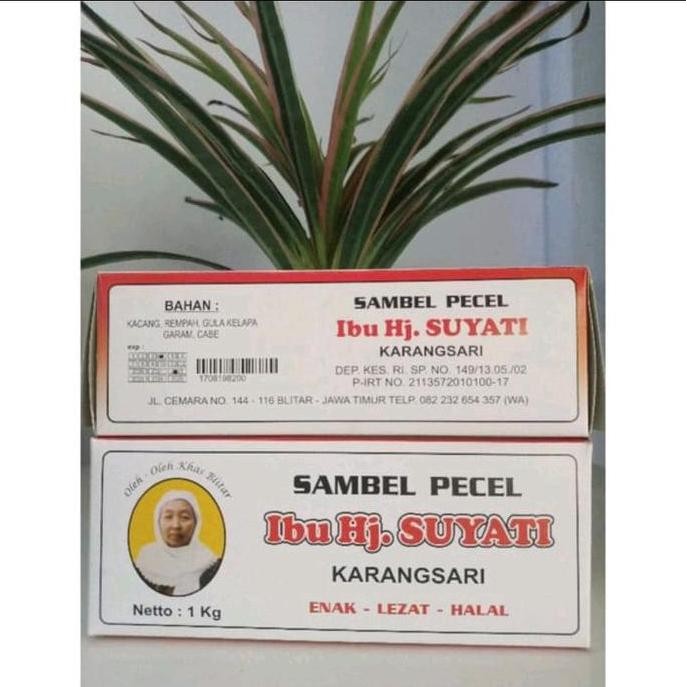 BAHAN :
KACANG, REMPAH, GULA KELAPA
GARAM, CABE
exp :
1708198200
SAMBEL PECEL
Ibu Hj. SUYATI
KARANGSARI
DEP. KES. RI. SP. NO. 149/13.05./02
P-IRT NO. 2113572010100-17
JL. CEMARA NO. 144 - 116 BLITAR - JAWA TIMUR TELP. 082 232 654 357 (WA)
Oleh - Oleh Khas Blitar
Netto : 1 Kg
SAMBEL PECEL
Ibu Hj. SUYATI
KARANGSARI
ENAK - LEZAT - HALAL